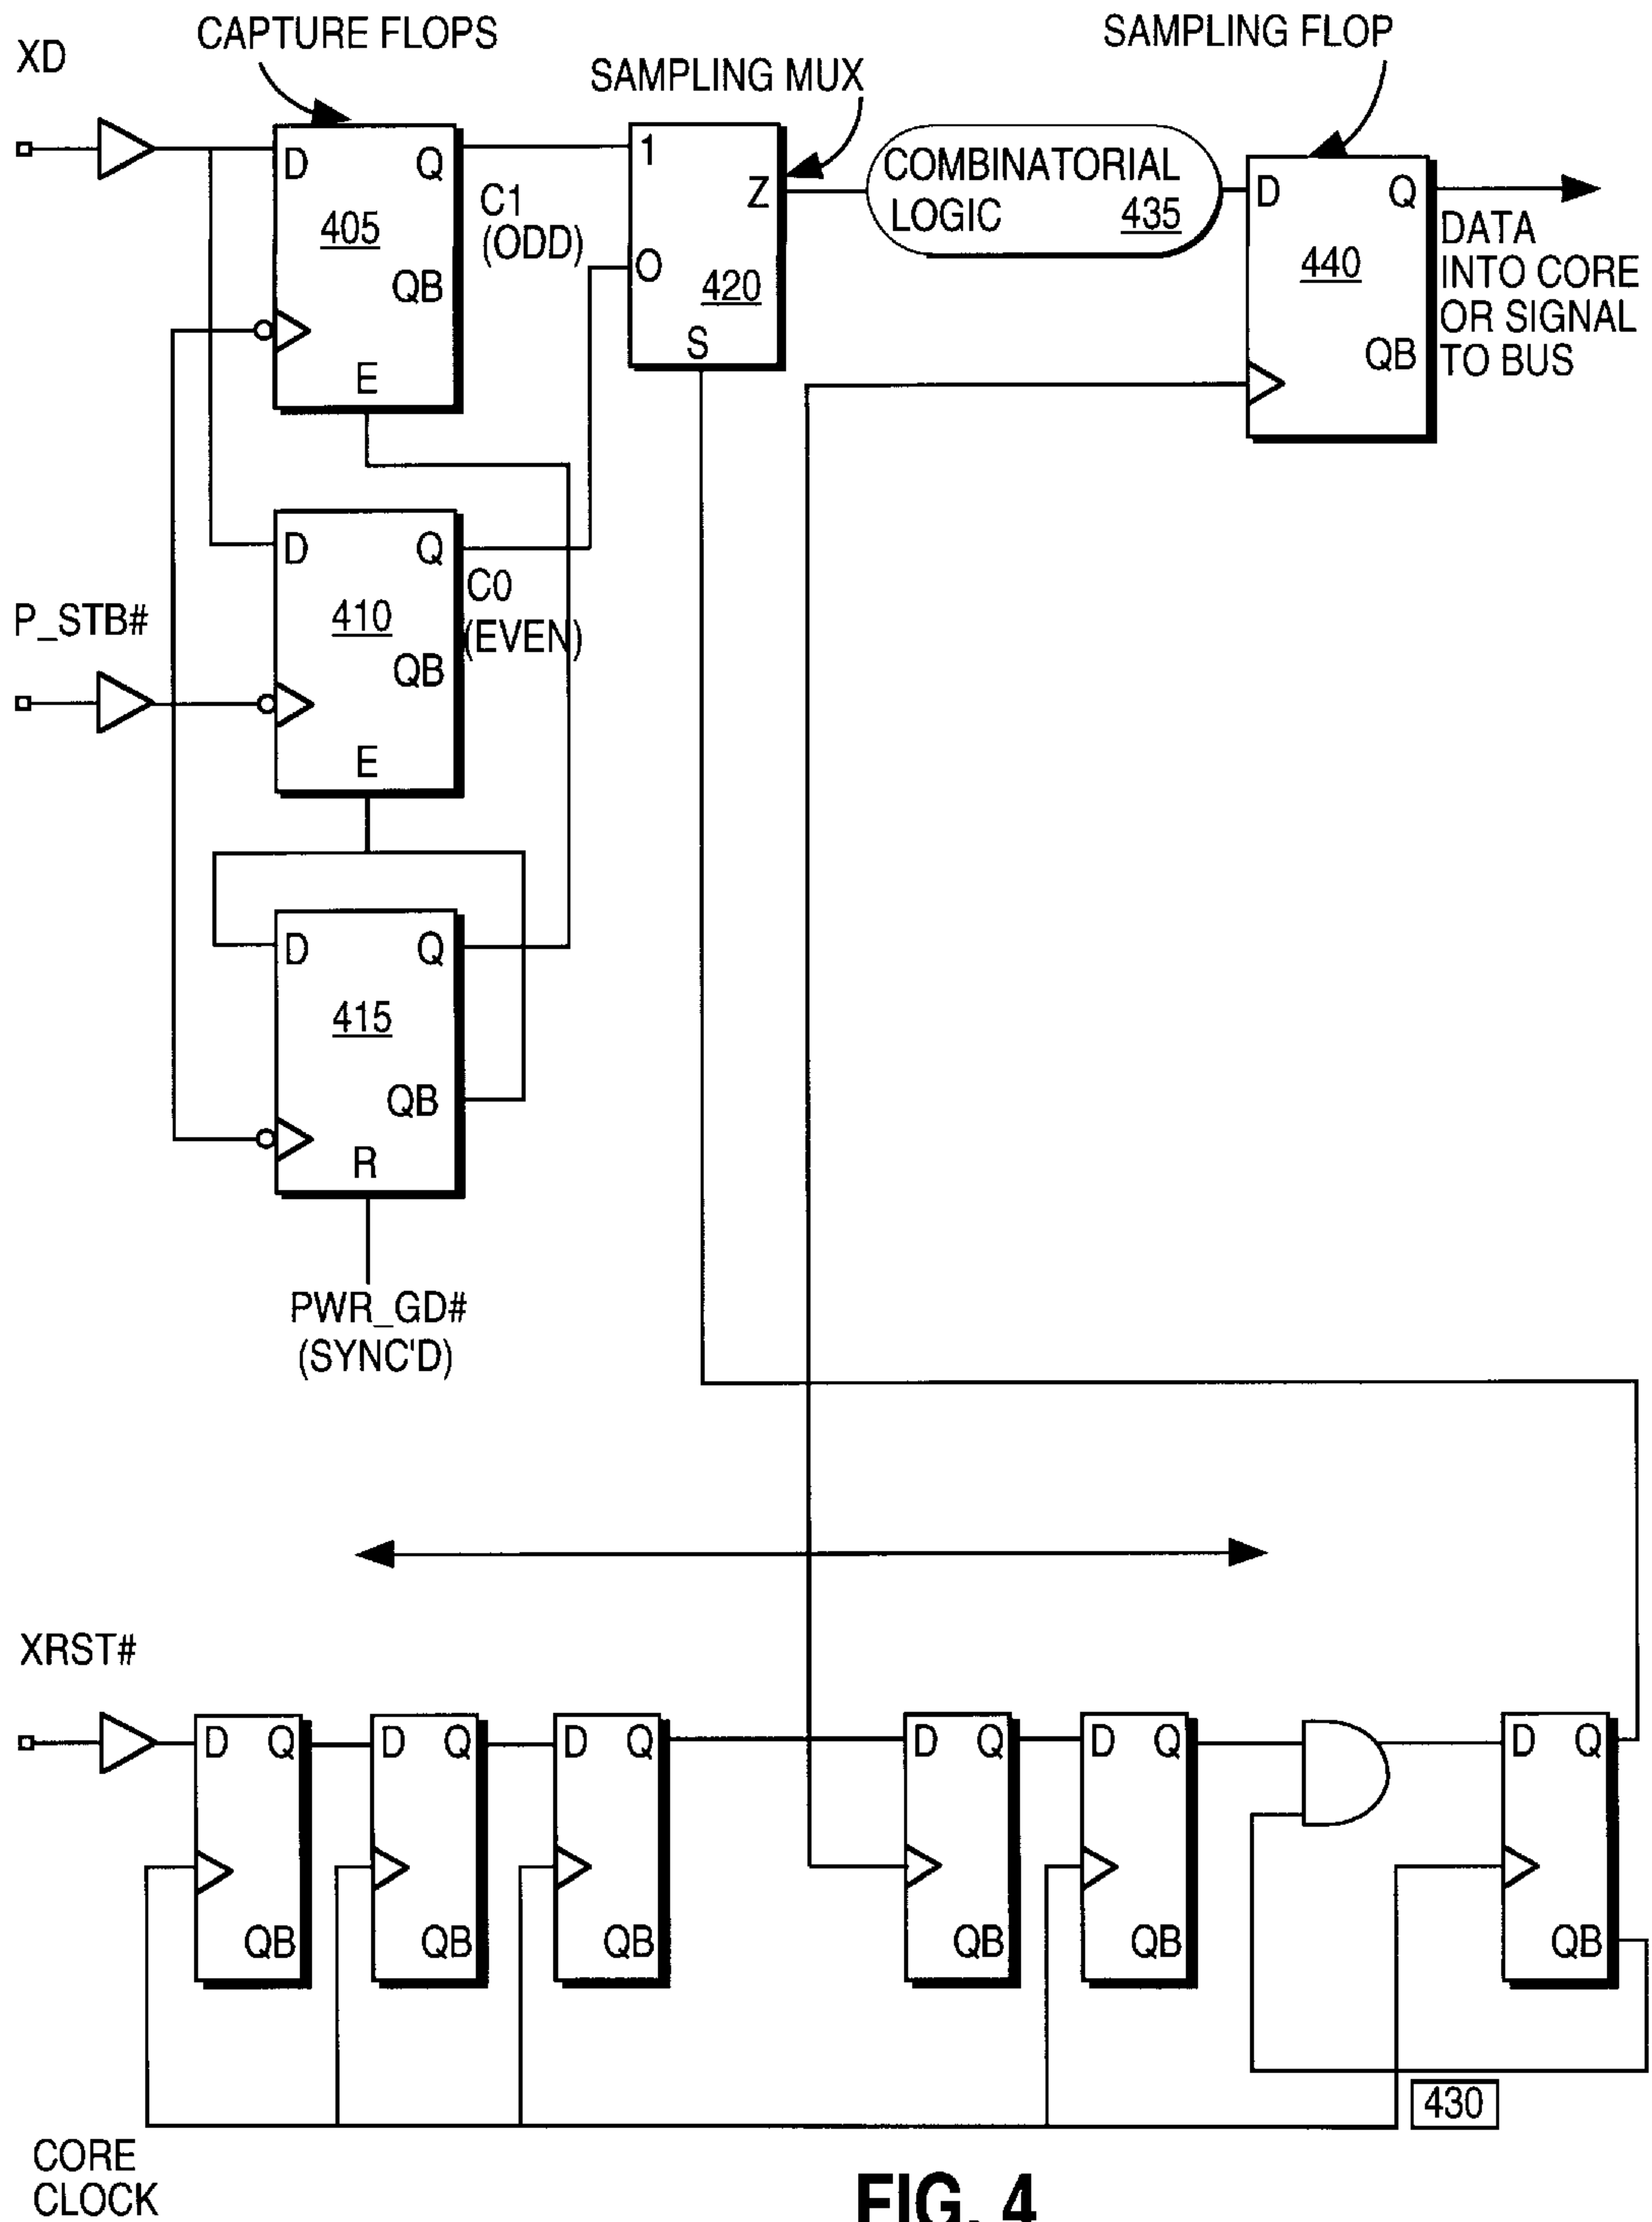 CAPTURE FLOPS
XD
SAMPLING MUX
SAMPLING FLOP
D Q
405
QB
E
C1
(ODD)
1
Z
O
420
S
COMBINATORIAL
LOGIC 435
D Q
440
QB
DATA
INTO CORE
OR SIGNAL
TO BUS
P_STB#
D Q
410
QB
E
C0
(EVEN)
D Q
415
QB
R
PWR_GD#
(SYNC'D)
XRST#
D Q
QB
D Q
QB
D Q
QB
D Q
QB
D Q
QB
D Q
QB
430
CORE
CLOCK
FIG. 4